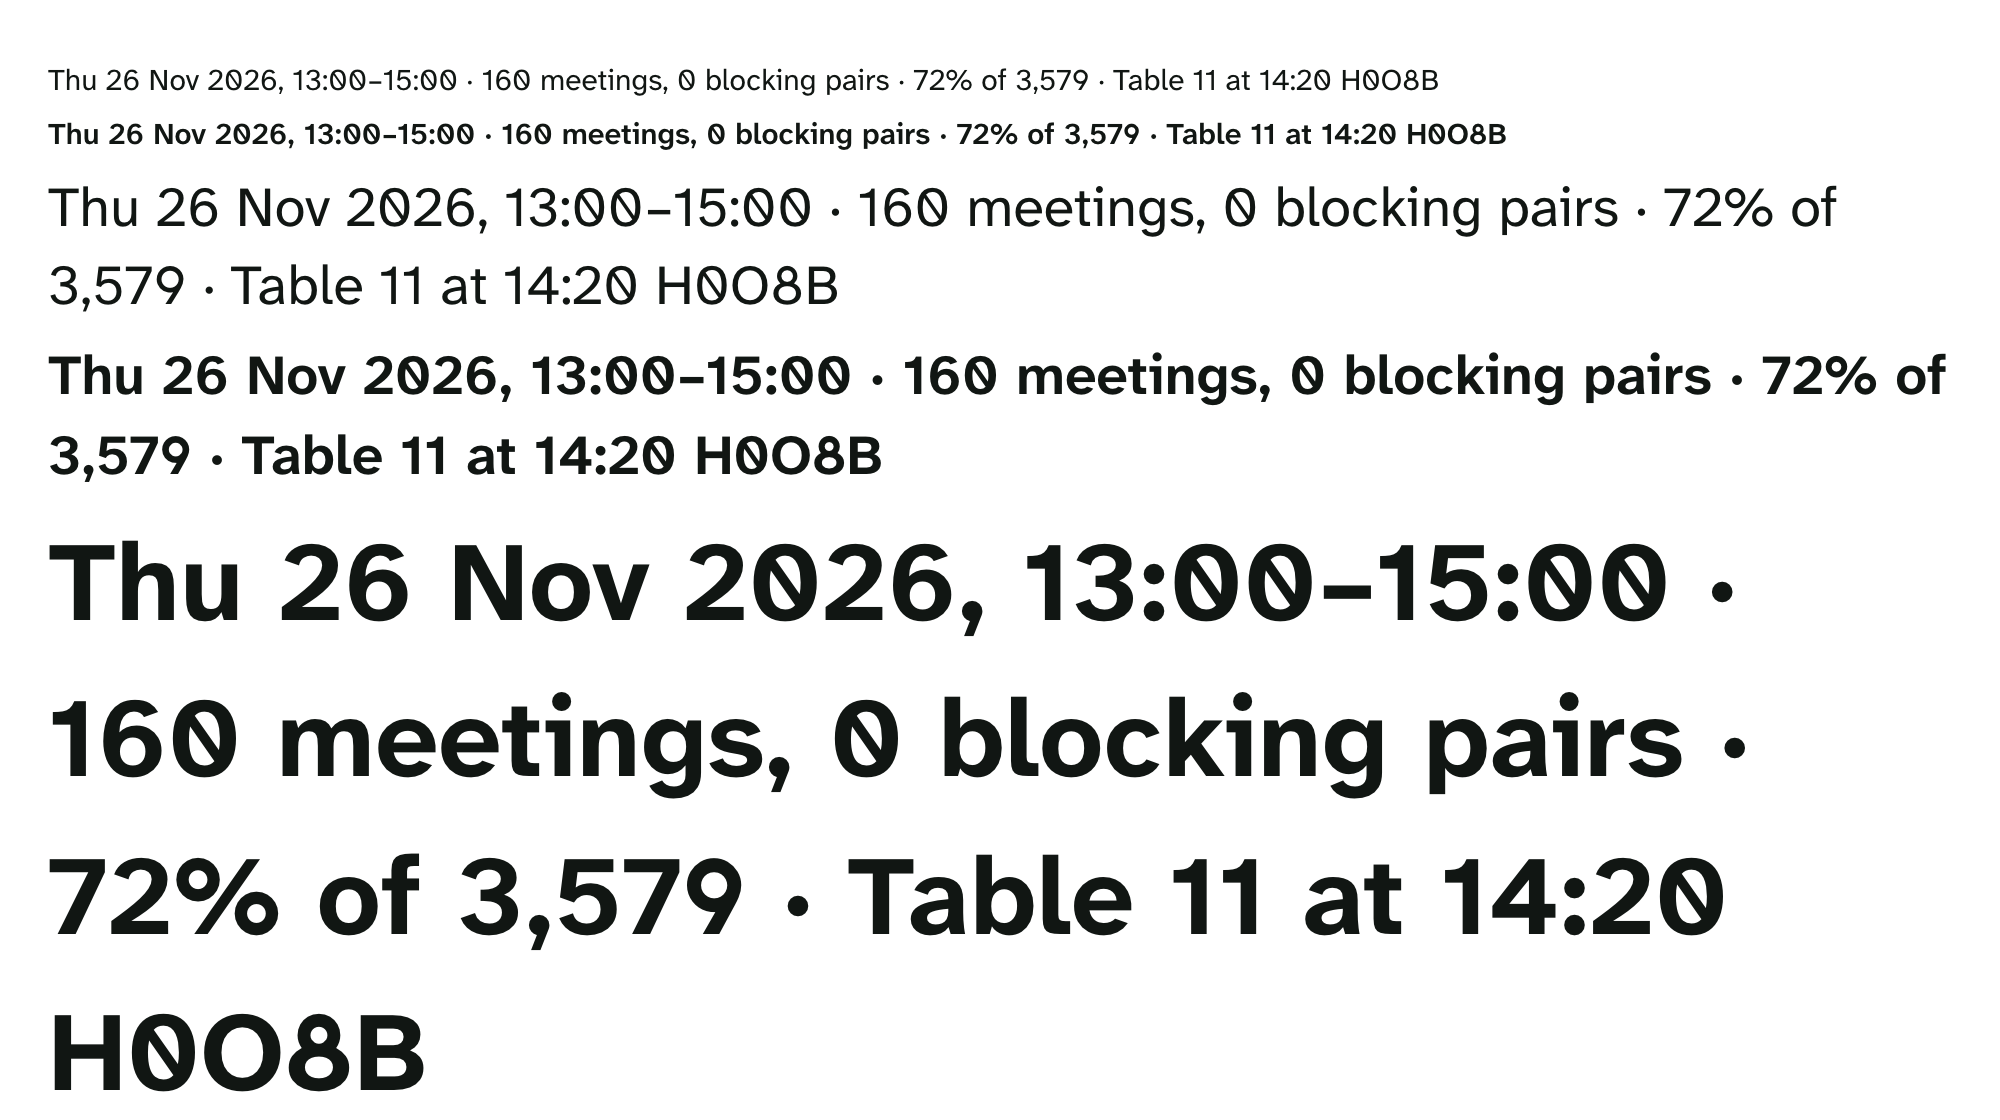 Thu 26 Nov 2026, 13:00–15:00 · 160 meetings, 0 blocking pairs · 72% of 3,579 · Table 11 at 14:20 H0O8B
Thu 26 Nov 2026, 13:00–15:00 · 160 meetings, 0 blocking pairs · 72% of 3,579 · Table 11 at 14:20 H0O8B
Thu 26 Nov 2026, 13:00–15:00 · 160 meetings, 0 blocking pairs · 72% of
3,579 · Table 11 at 14:20 H0O8B
Thu 26 Nov 2026, 13:00–15:00 · 160 meetings, 0 blocking pairs · 72% of
3,579 · Table 11 at 14:20 H0O8B
Thu 26 Nov 2026, 13:00–15:00 ·
160 meetings, 0 blocking pairs ·
72% of 3,579 · Table 11 at 14:20
H0O8B